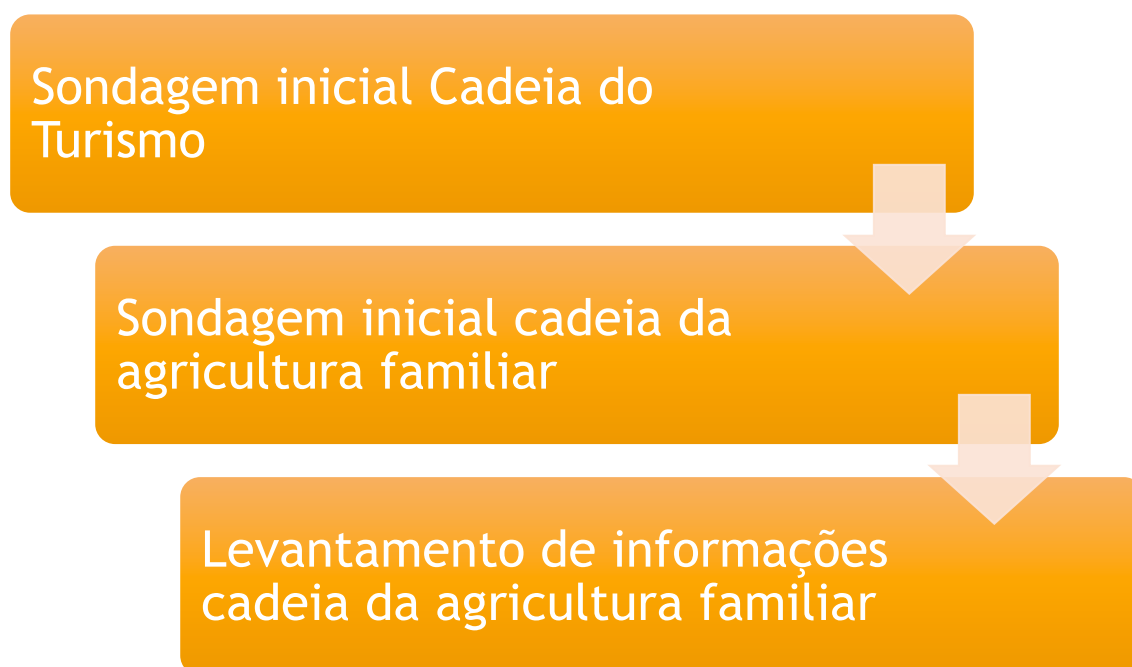 Sondagem inicial Cadeia do
Turismo
Sondagem inicial cadeia da
agricultura familiar
Levantamento de informações
cadeia da agricultura familiar